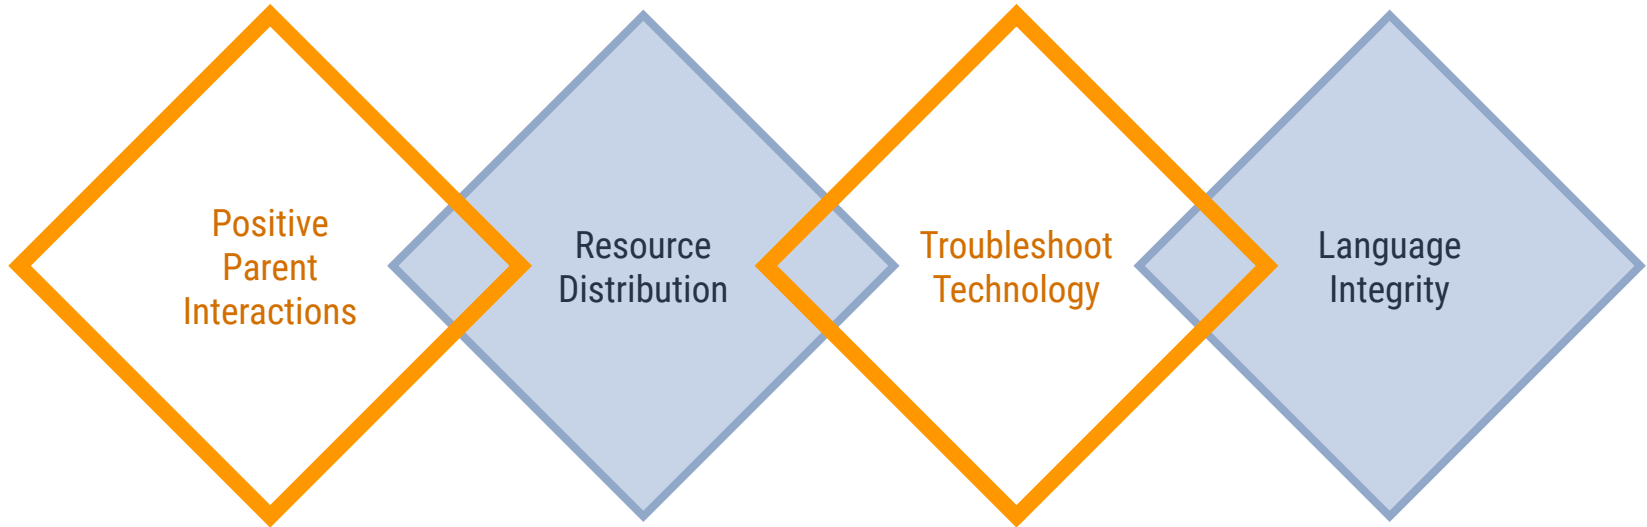 Positive
Parent
Interactions
Resource
Distribution
Troubleshoot
Technology
Language
Integrity